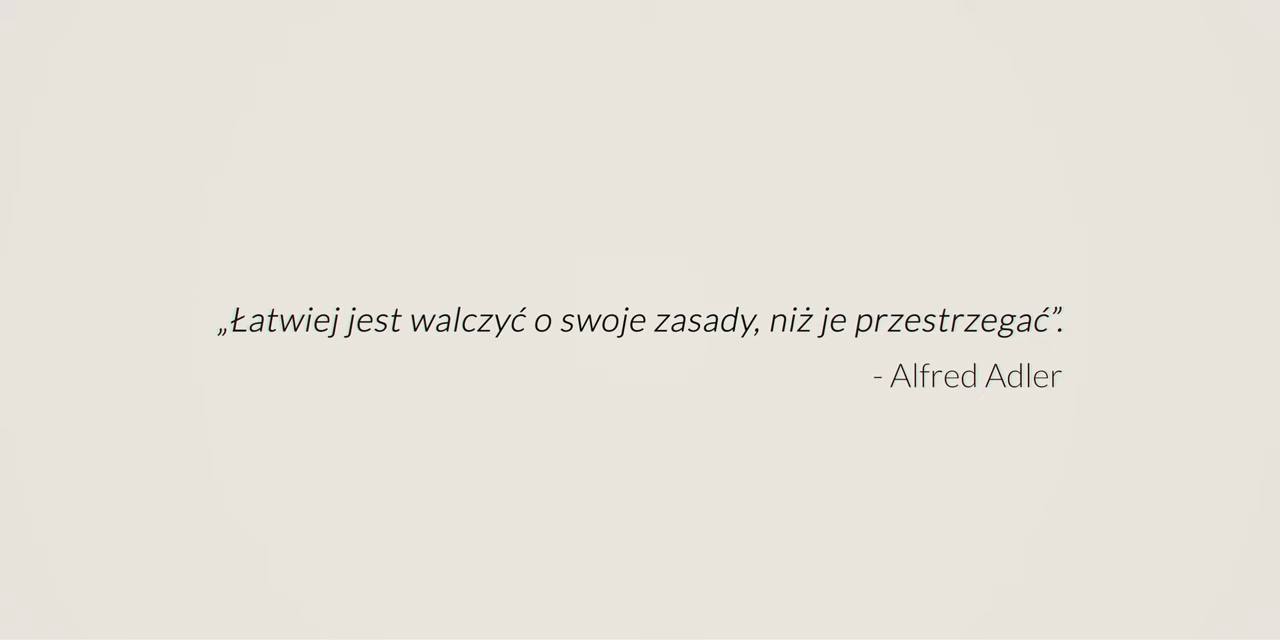 „Łatwiej jest walczyć o swoje zasady, niż je przestrzegać”.
- Alfred Adler